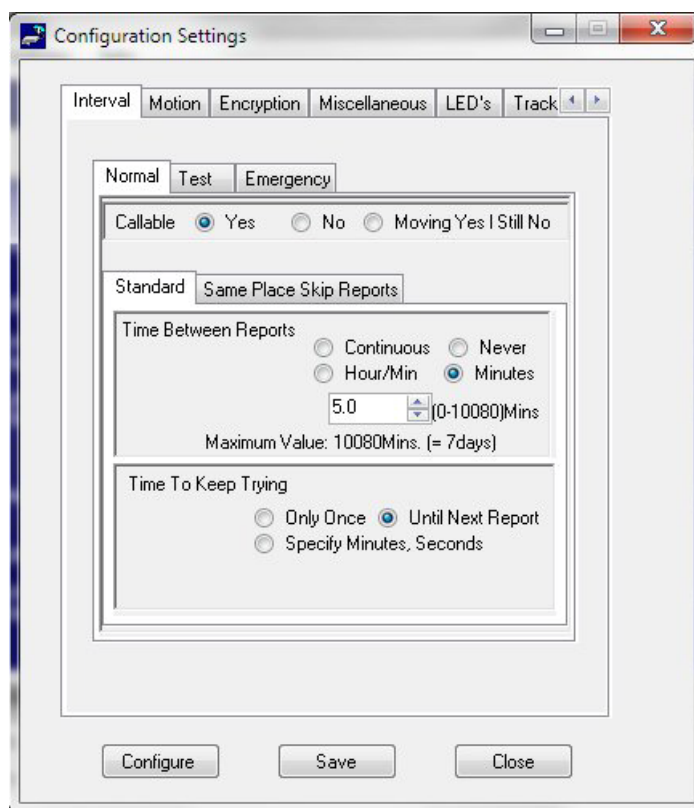 Configuration Settings
Interval Motion Encryption Miscellaneous LED's Track
Normal Test Emergency
Callable Yes No Moving Yes I Still No
Standard Same Place Skip Reports
Time Between Reports
Continuous Never
Hour/Min Minutes
5.0 (0-10080)Mins
Maximum Value: 10080Mins. (= 7days)
Time To Keep Trying
Only Once Until Next Report
Specify Minutes, Seconds
Configure Save Close